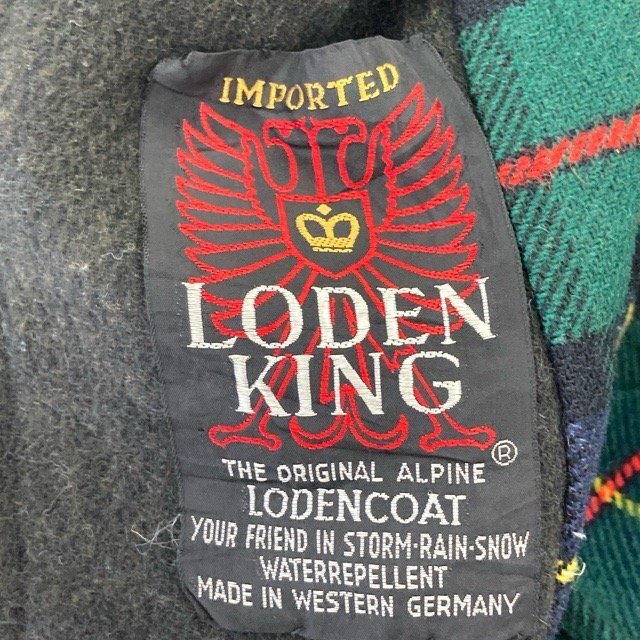 IMPORTED
LODEN
KING
®
THE ORIGINAL ALPINE
LODENCOAT
YOUR FRIEND IN STORM-RAIN-SNOW
WATERREPELLENT
MADE IN WESTERN GERMANY